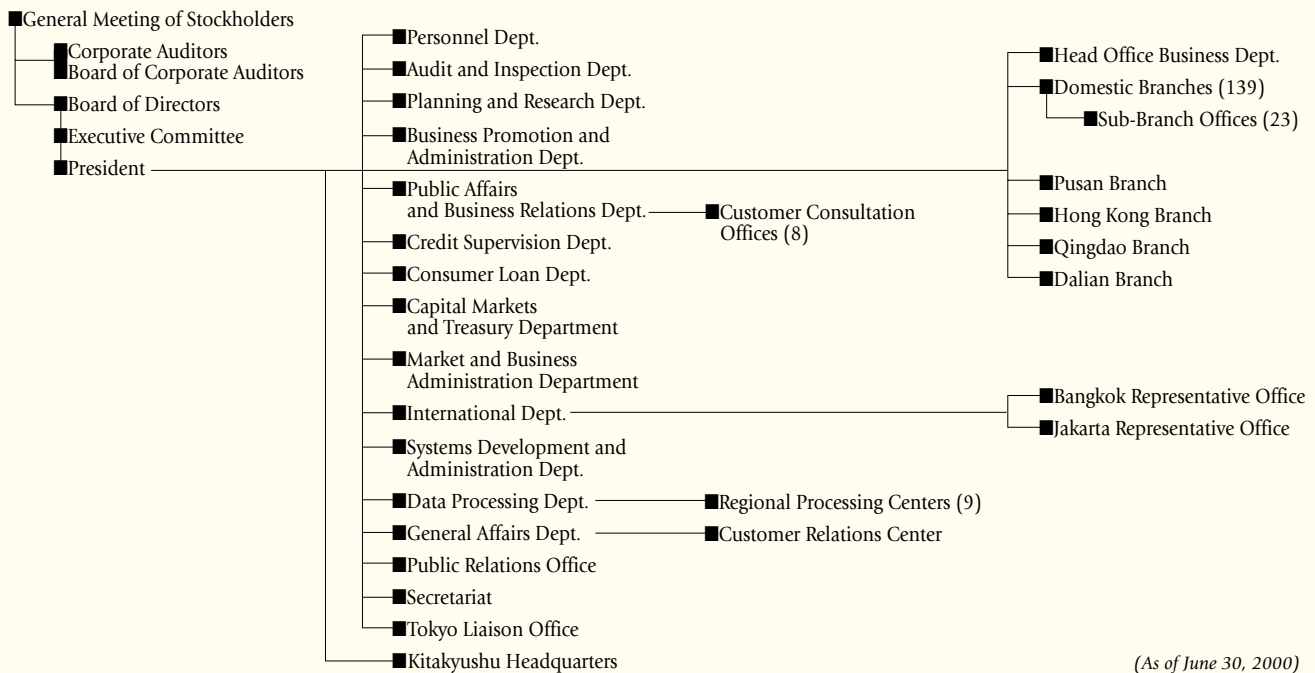 General Meeting of Stockholders
Corporate Auditors
Board of Corporate Auditors
Board of Directors
Executive Committee
President
Personnel Dept.
Audit and Inspection Dept.
Planning and Research Dept.
Business Promotion and
Administration Dept.
Public Affairs
and Business Relations Dept.
Customer Consultation
Offices (8)
Credit Supervision Dept.
Consumer Loan Dept.
Capital Markets
and Treasury Department
Market and Business
Administration Department
International Dept.
Systems Development and
Administration Dept.
Data Processing Dept.
Regional Processing Centers (9)
General Affairs Dept.
Customer Relations Center
Public Relations Office
Secretariat
Tokyo Liaison Office
Kitakyushu Headquarters
Head Office Business Dept.
Domestic Branches (139)
Sub-Branch Offices (23)
Pusan Branch
Hong Kong Branch
Qingdao Branch
Dalian Branch
Bangkok Representative Office
Jakarta Representative Office
(As of June 30, 2000)